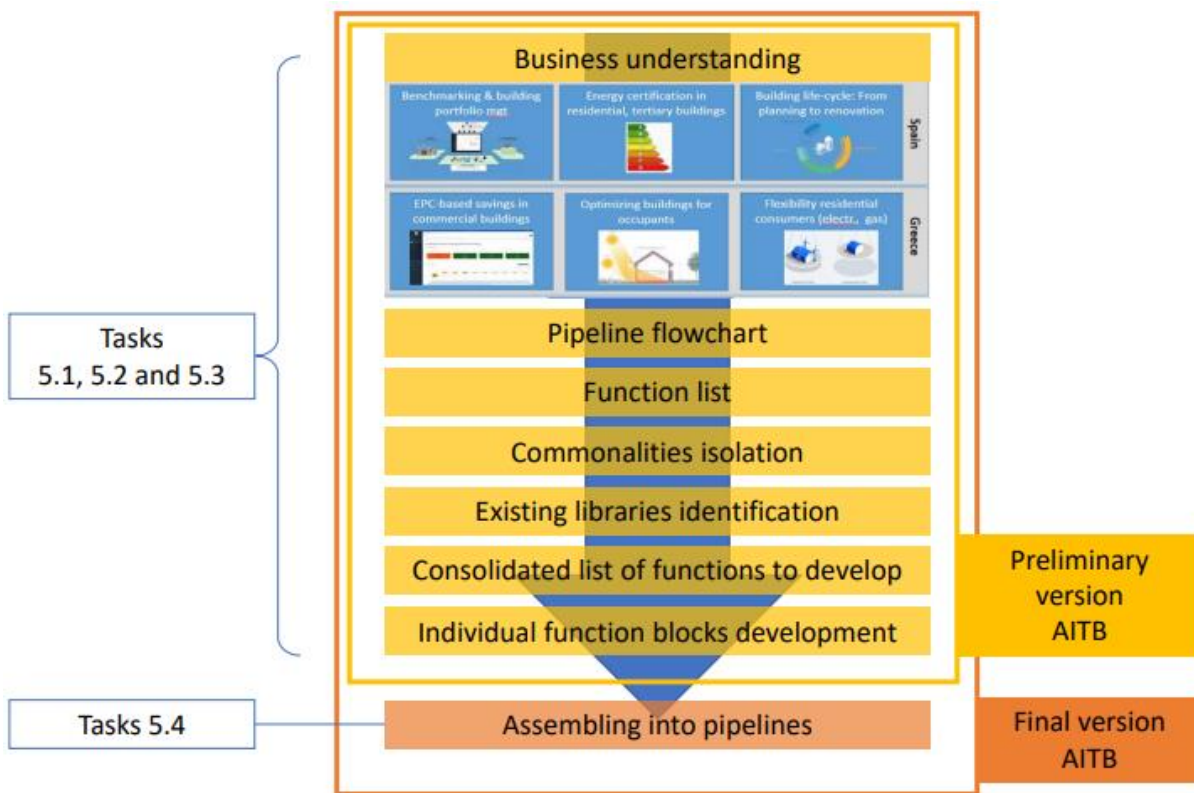 Business understanding
Benchmarking & building
portfolio mgt
Energy certification in
residential, tertiary buildings
Building life-cycle: From
planning to renovation
Spain
EPC-based savings in
commercial buildings
Optimizing buildings for
occupants
Flexibility residential
consumers (electr., gas)
Greece
Tasks
5.1, 5.2 and 5.3
Pipeline flowchart
Function list
Commonalities isolation
Existing libraries identification
Consolidated list of functions to develop
Individual function blocks development
Preliminary
version
AITB
Tasks 5.4
Assembling into pipelines
Final version
AITB